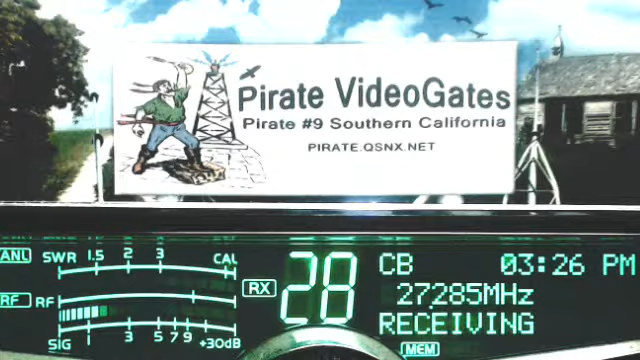 Pirate VideoGates
Pirate #9 Southern California
PIRATE.QSNX.NET
ANL SWR 1.5 2 3 CAL
RX 28 CB 03:26 PM
RF RF 27285MHz
RECEIVING
SIG 1 3 5 7 9 +30dB
MEM